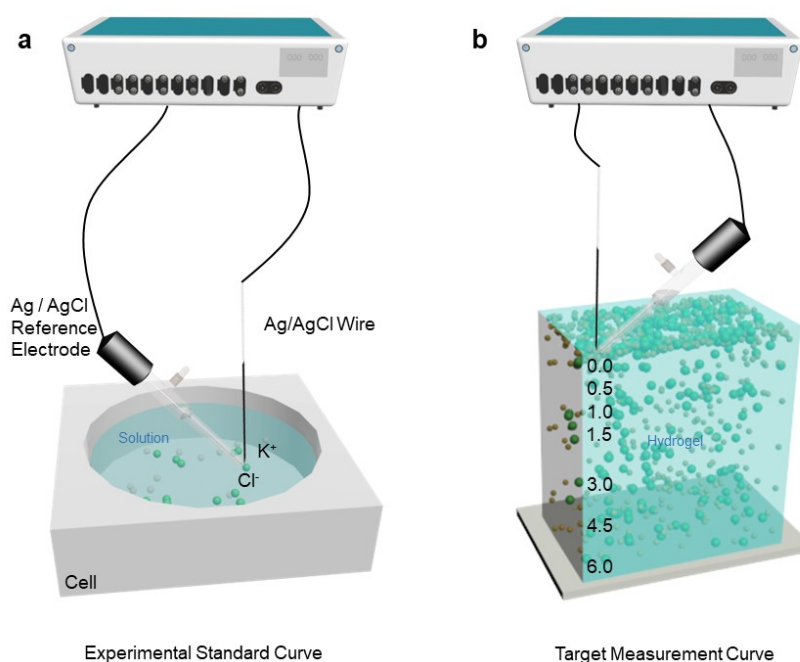 a
Ag / AgCl
Reference
Electrode
Ag/AgCl Wire
Solution
K⁺
Cl⁻
Cell
Experimental Standard Curve
b
0.0
0.5
1.0
1.5
Hydrogel
3.0
4.5
6.0
Target Measurement Curve